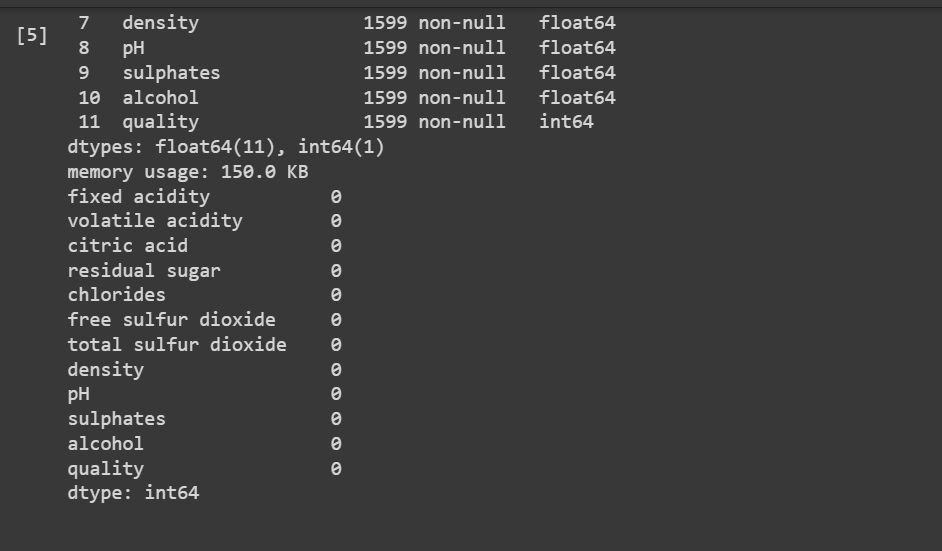 [5]
7 density 1599 non-null float64
8 pH 1599 non-null float64
9 sulphates 1599 non-null float64
10 alcohol 1599 non-null float64
11 quality 1599 non-null int64
dtypes: float64(11), int64(1)
memory usage: 150.0 KB
fixed acidity 0
volatile acidity 0
citric acid 0
residual sugar 0
chlorides 0
free sulfur dioxide 0
total sulfur dioxide 0
density 0
pH 0
sulphates 0
alcohol 0
quality 0
dtype: int64